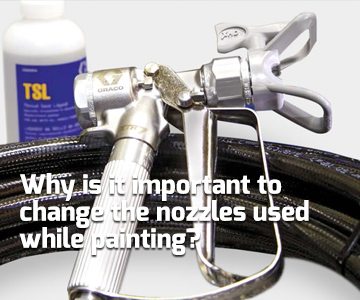 TSL
GRACO
Why is it important to
change the nozzles used
while painting?